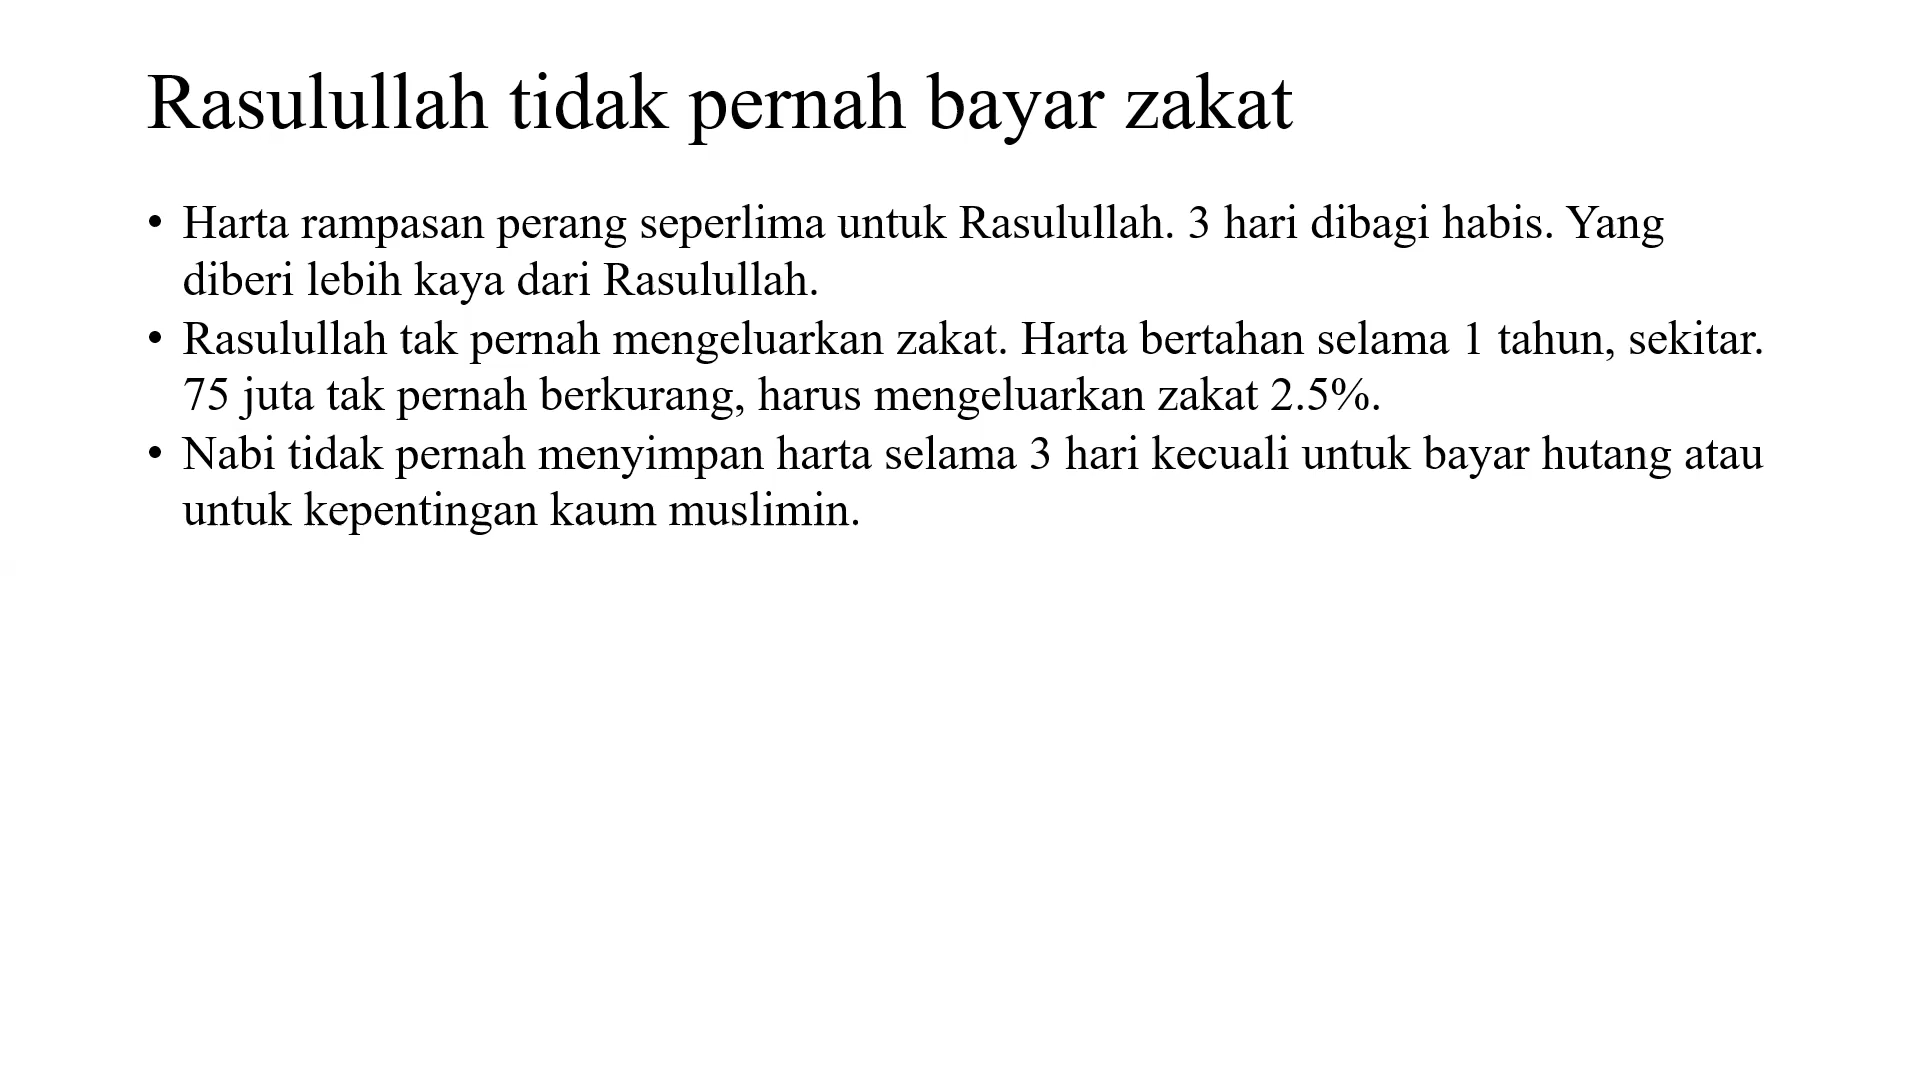 Rasulullah tidak pernah bayar zakat
• Harta rampasan perang seperlima untuk Rasulullah. 3 hari dibagi habis. Yang
diberi lebih kaya dari Rasulullah.
• Rasulullah tak pernah mengeluarkan zakat. Harta bertahan selama 1 tahun, sekitar.
75 juta tak pernah berkurang, harus mengeluarkan zakat 2.5%.
• Nabi tidak pernah menyimpan harta selama 3 hari kecuali untuk bayar hutang atau
untuk kepentingan kaum muslimin.